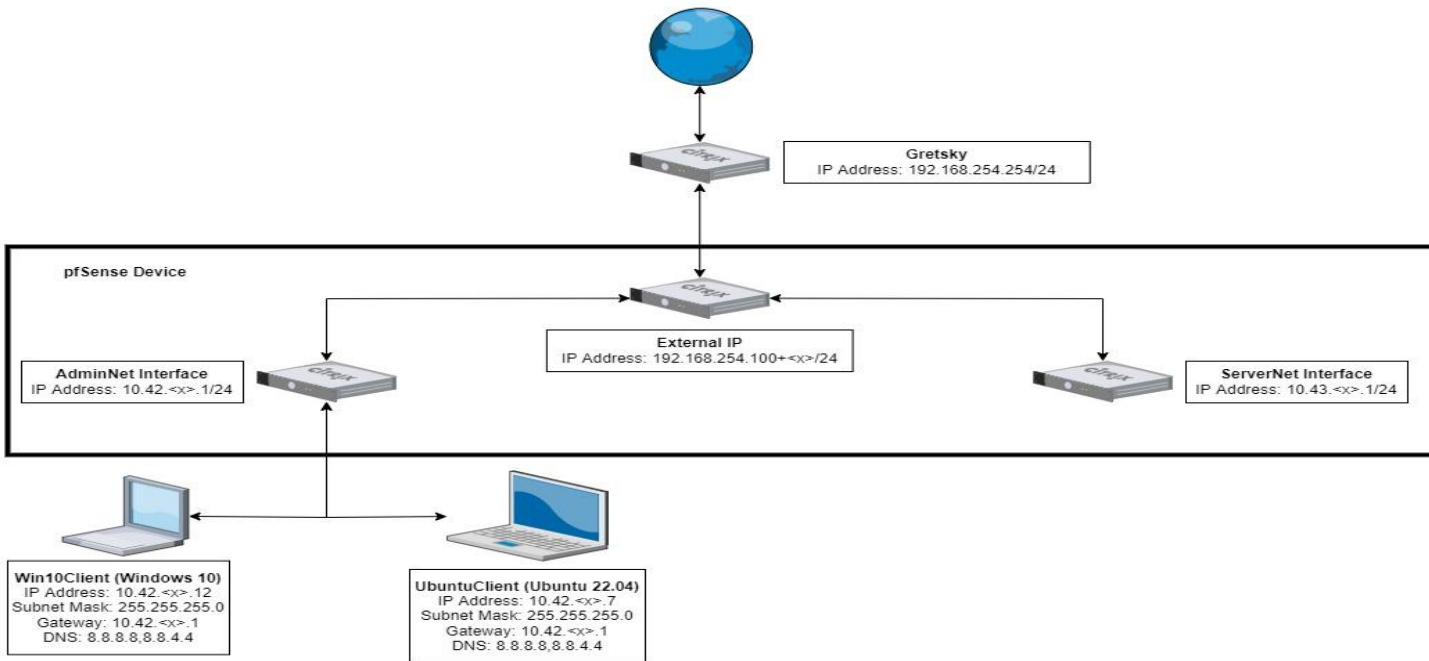 citrix
Gretsky
IP Address: 192.168.254.254/24
pfSense Device
citrix
External IP
IP Address: 192.168.254.100+<x>/24
AdminNet Interface
IP Address: 10.42.<x>.1/24
citrix
citrix
ServerNet Interface
IP Address: 10.43.<x>.1/24
Win10Client (Windows 10)
IP Address: 10.42.<x>.12
Subnet Mask: 255.255.255.0
Gateway: 10.42.<x>.1
DNS: 8.8.8.8,8.8.4.4
UbuntuClient (Ubuntu 22.04)
IP Address: 10.42.<x>.7
Subnet Mask: 255.255.255.0
Gateway: 10.42.<x>.1
DNS: 8.8.8.8,8.8.4.4